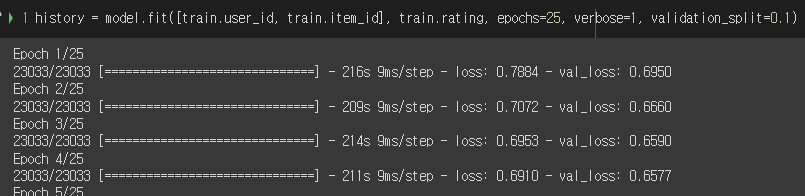 1 history = model.fit([train.user_id, train.item_id], train.rating, epochs=25, verbose=1, validation_split=0.1)
Epoch 1/25
23033/23033 [==============================] - 216s 9ms/step - loss: 0.7884 - val_loss: 0.6950
Epoch 2/25
23033/23033 [==============================] - 209s 9ms/step - loss: 0.7072 - val_loss: 0.6660
Epoch 3/25
23033/23033 [==============================] - 214s 9ms/step - loss: 0.6953 - val_loss: 0.6590
Epoch 4/25
23033/23033 [==============================] - 211s 9ms/step - loss: 0.6910 - val_loss: 0.6577
Epoch 5/25